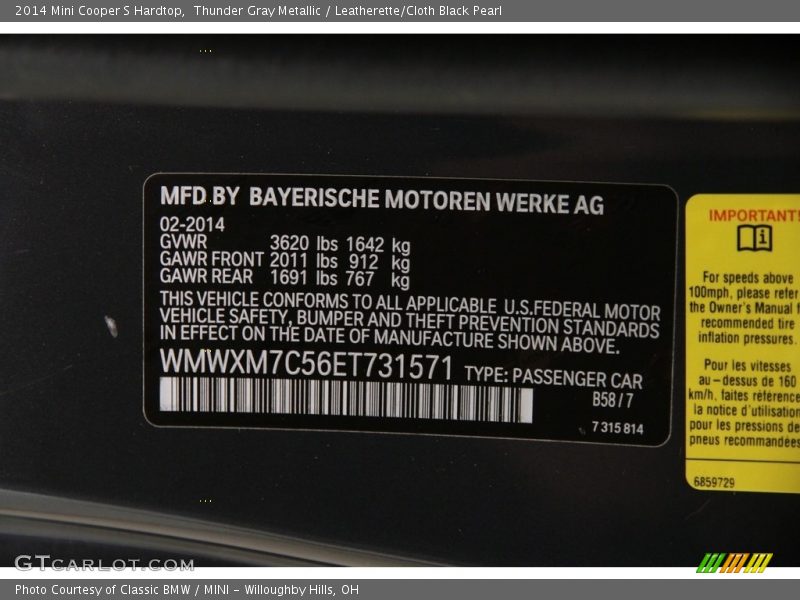 2014 Mini Cooper S Hardtop,  Thunder Gray Metallic / Leatherette/Cloth Black Pearl
MFD BY BAYERISCHE MOTOREN WERKE AG
02-2014
GVWR 3620 lbs 1642 kg
GAWR FRONT 2011 lbs 912 kg
GAWR REAR 1691 lbs 767 kg
THIS VEHICLE CONFORMS TO ALL APPLICABLE U.S.FEDERAL MOTOR
VEHICLE SAFETY, BUMPER AND THEFT PREVENTION STANDARDS
IN EFFECT ON THE DATE OF MANUFACTURE SHOWN ABOVE.
WMWXM7C56ET731571 TYPE: PASSENGER CAR
B58/7
7 315 814
IMPORTANT!
For speeds above
100mph, please refer
the Owner's Manual f
recommended tire
inflation pressures.
Pour les vitesses
au-dessus de 160
km/h, faites référence
la notice d'utilisation
pour les pressions de
pneus recommandées
6859729
GTCARLOT.COM
Photo Courtesy of Classic BMW / MINI - Willoughby Hills, OH